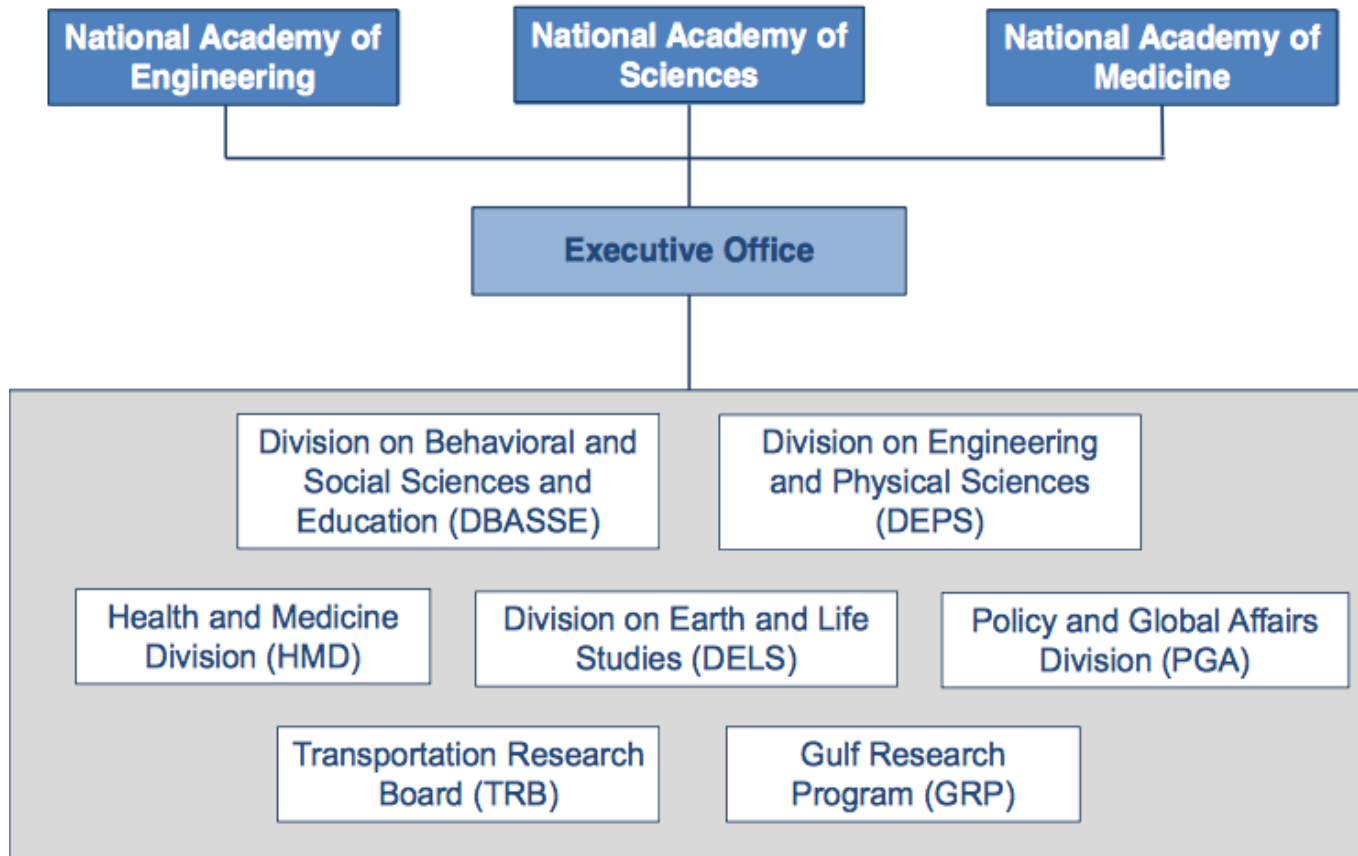 National Academy of
Engineering
National Academy of
Sciences
National Academy of
Medicine
Executive Office
Division on Behavioral and
Social Sciences and
Education (DBASSE)
Division on Engineering
and Physical Sciences
(DEPS)
Health and Medicine
Division (HMD)
Division on Earth and Life
Studies (DELS)
Policy and Global Affairs
Division (PGA)
Transportation Research
Board (TRB)
Gulf Research
Program (GRP)